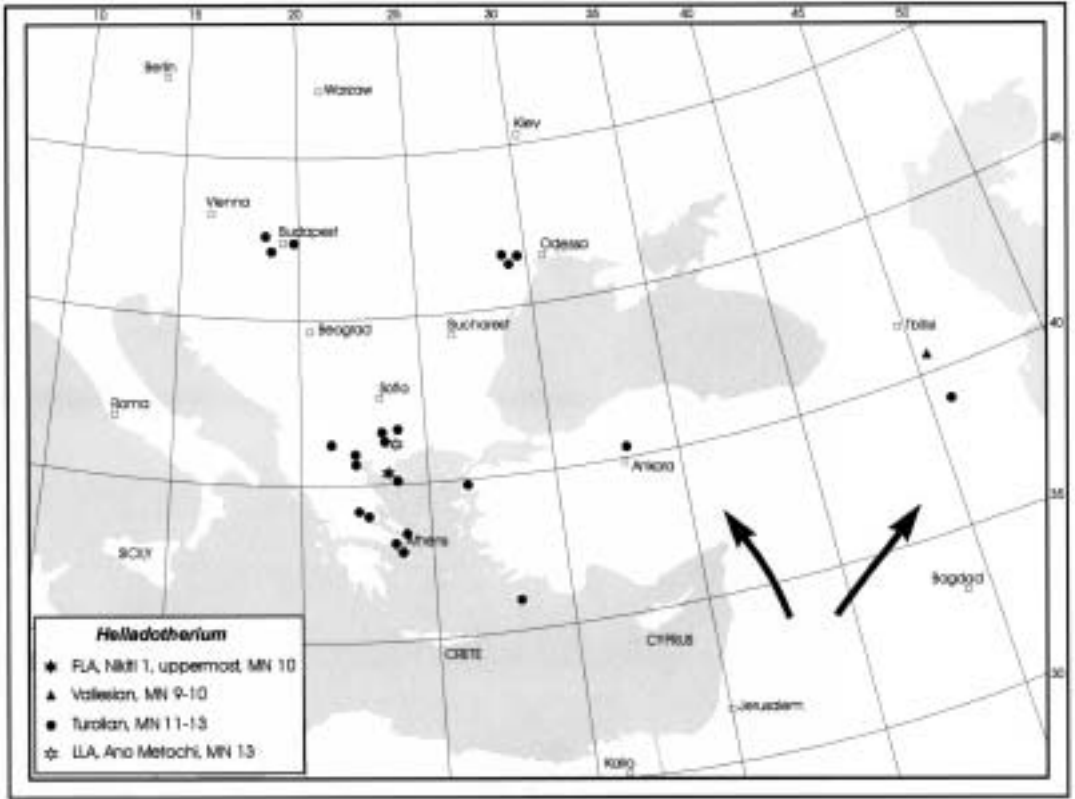 10 15 20 25 30 35 40 45 50
Berlin
Warzaw
Kiev
45
Vienna
Budapest
Odessa
Beograd
Bucharest
Tbilisi
40
Roma
Sofia
Ankara
35
Athens
SICILY
Bagdad
Helladotherium
CRETE
CYPRUS
FLA, Nikiti 1, uppermost, MN 10
30
Vallesian, MN 9-10
Jerusalem
Turolian, MN 11-13
LLA, Ano Metochi, MN 13
Kairo